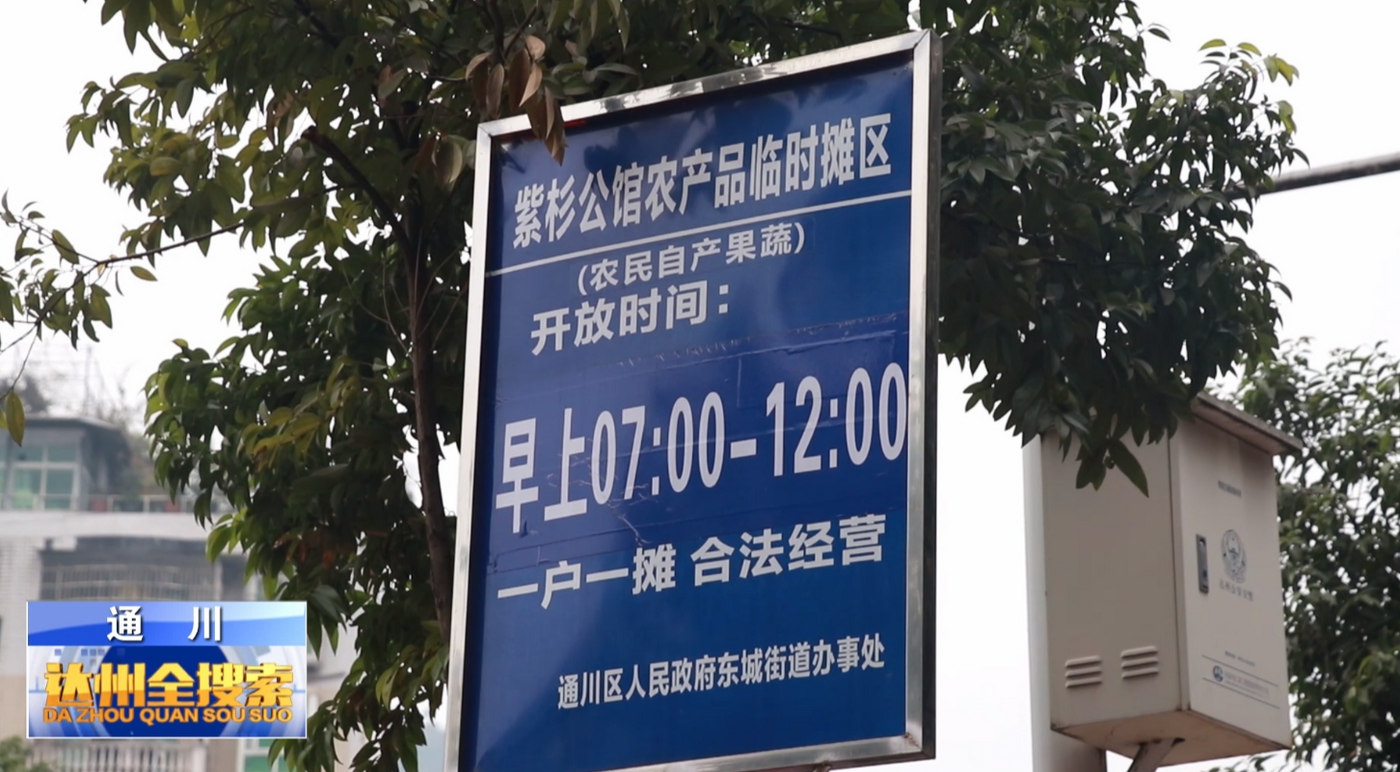 紫杉公馆农产品临时摊区
(农民自产果蔬)
开放时间:
早上07:00-12:00
一户一摊 合法经营
通川区人民政府东城街道办事处
通 川
达州全搜索
DA ZHOU QUAN SOU SUO